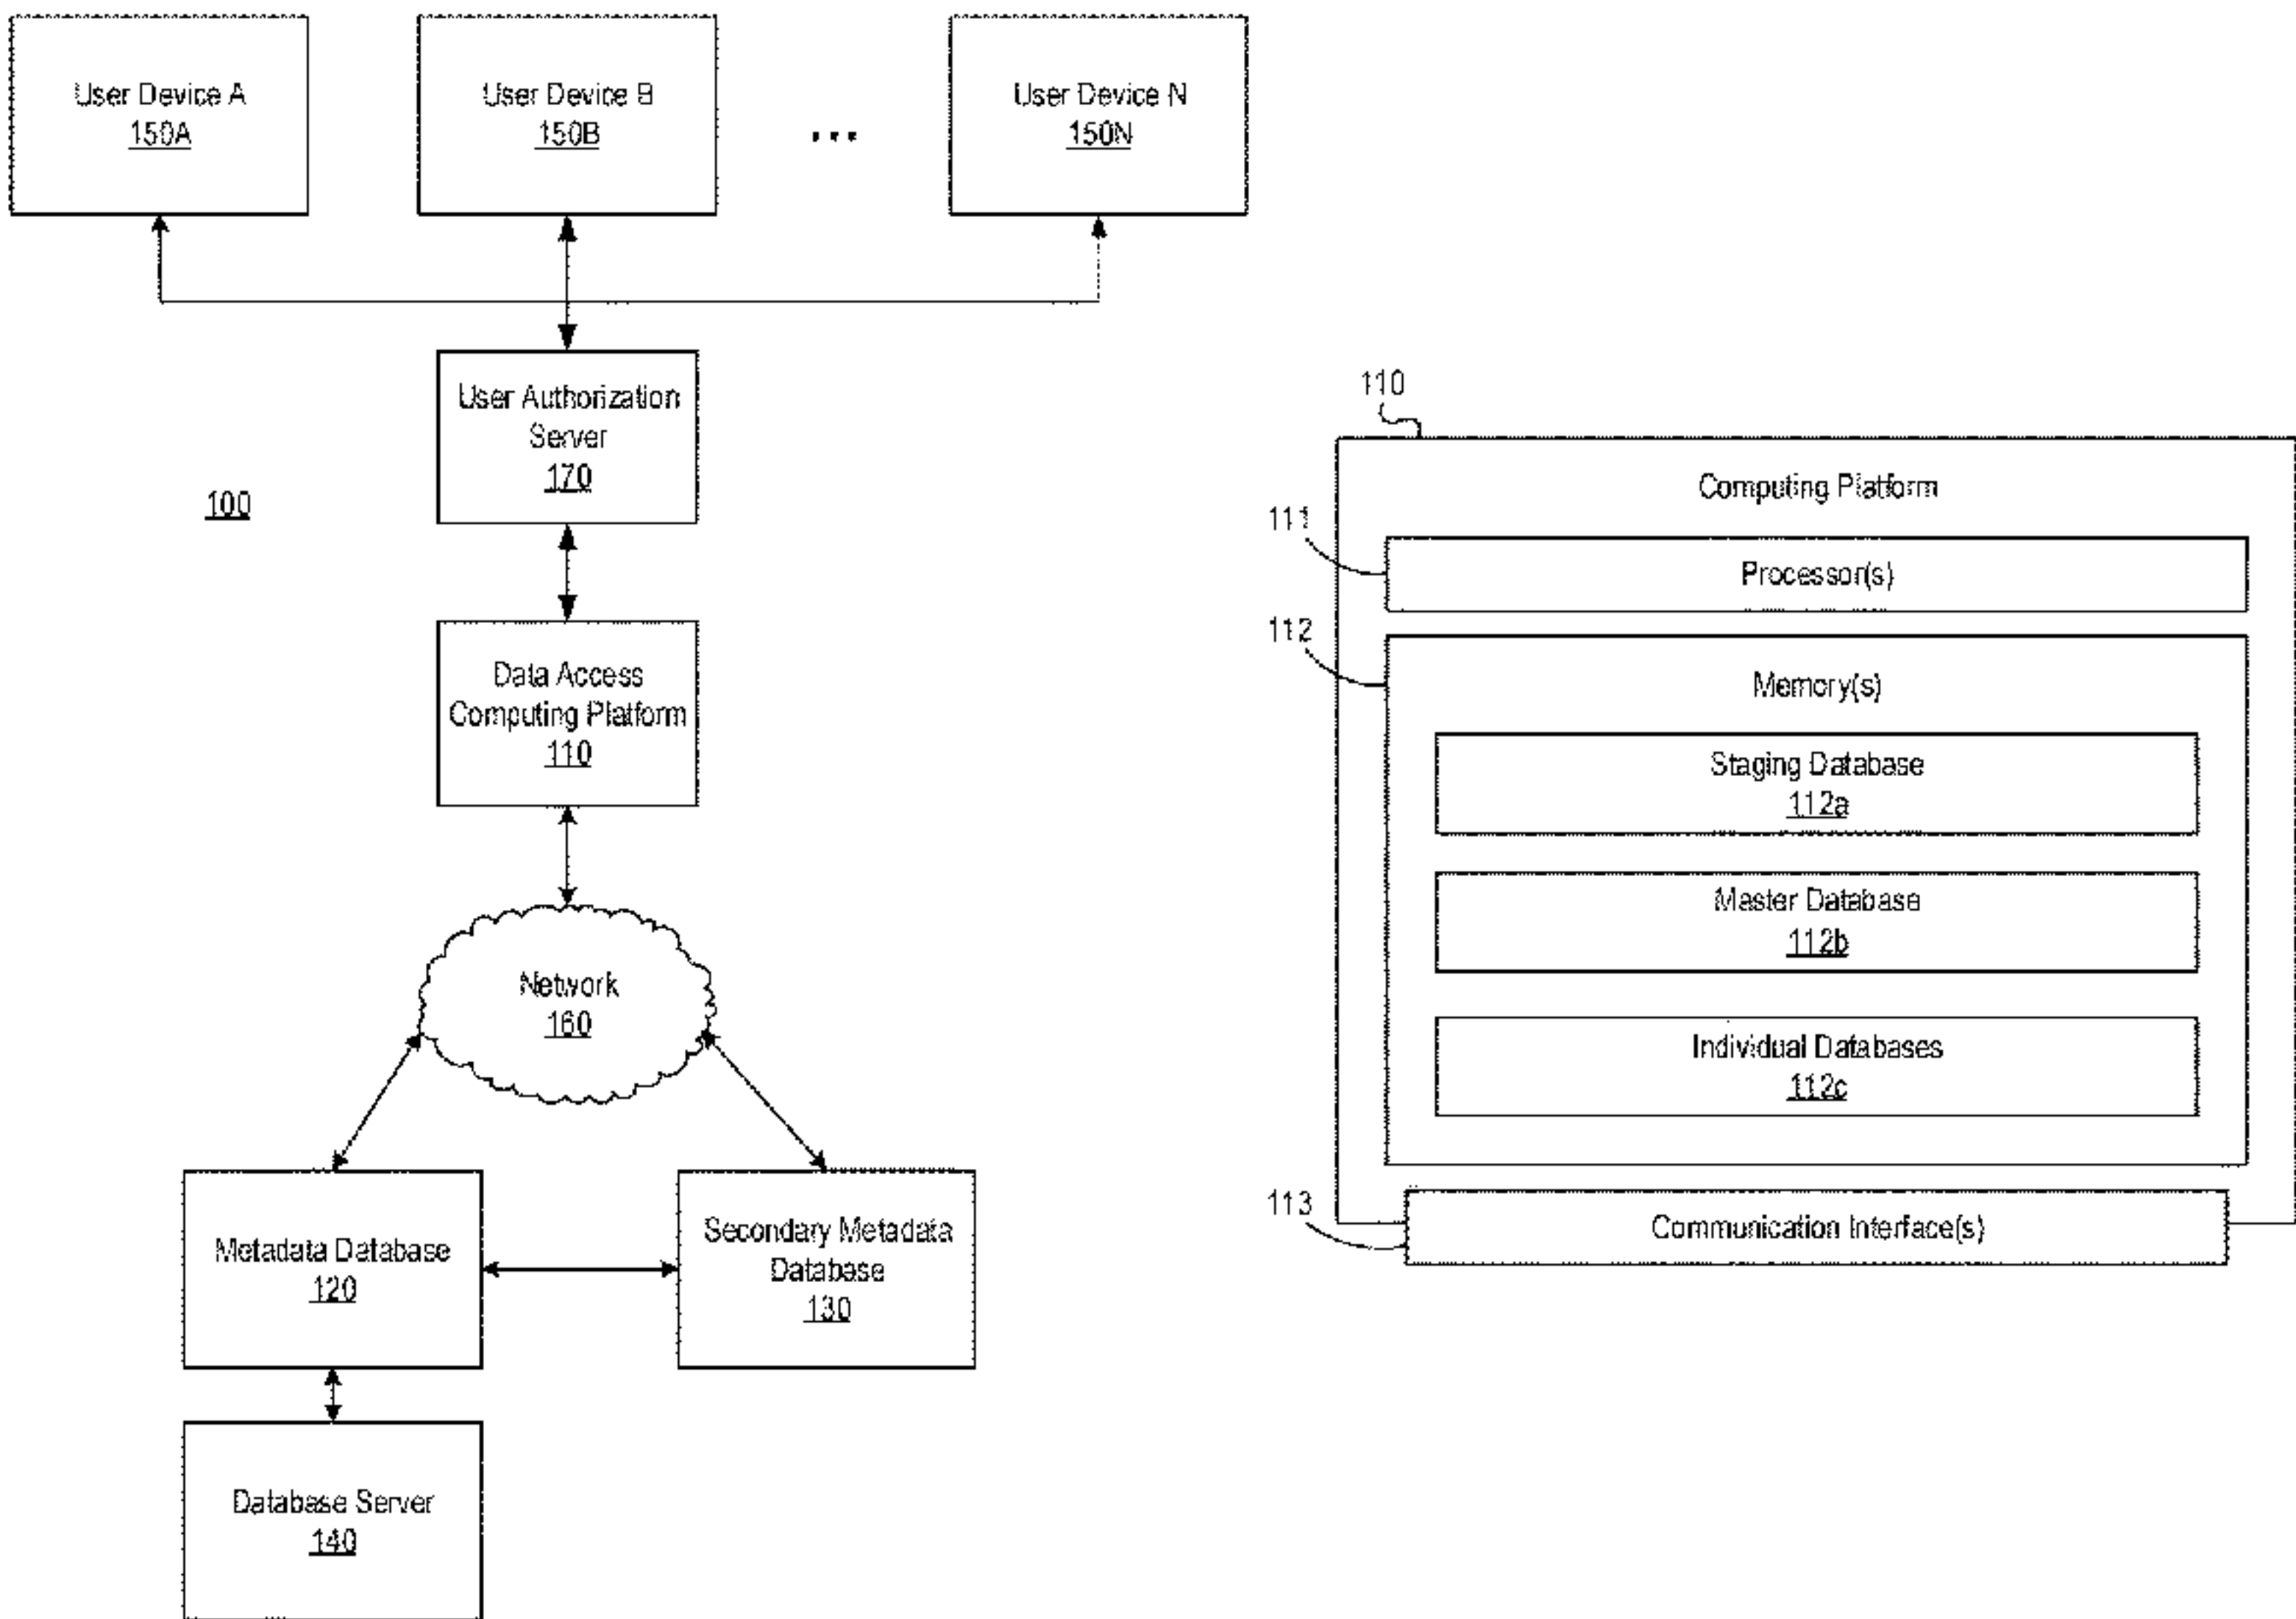 User Device A
150A
User Device B
150B
...
User Device N
150N
User Authorization
Server
170
100
Data Access
Computing Platform
110
Network
160
Metadata Database
120
Secondary Metadata
Database
130
Database Server
140
110
Computing Platform
111
Processor(s)
112
Memory(s)
Staging Database
112a
Master Database
112b
Individual Databases
112c
113
Communication Interface(s)